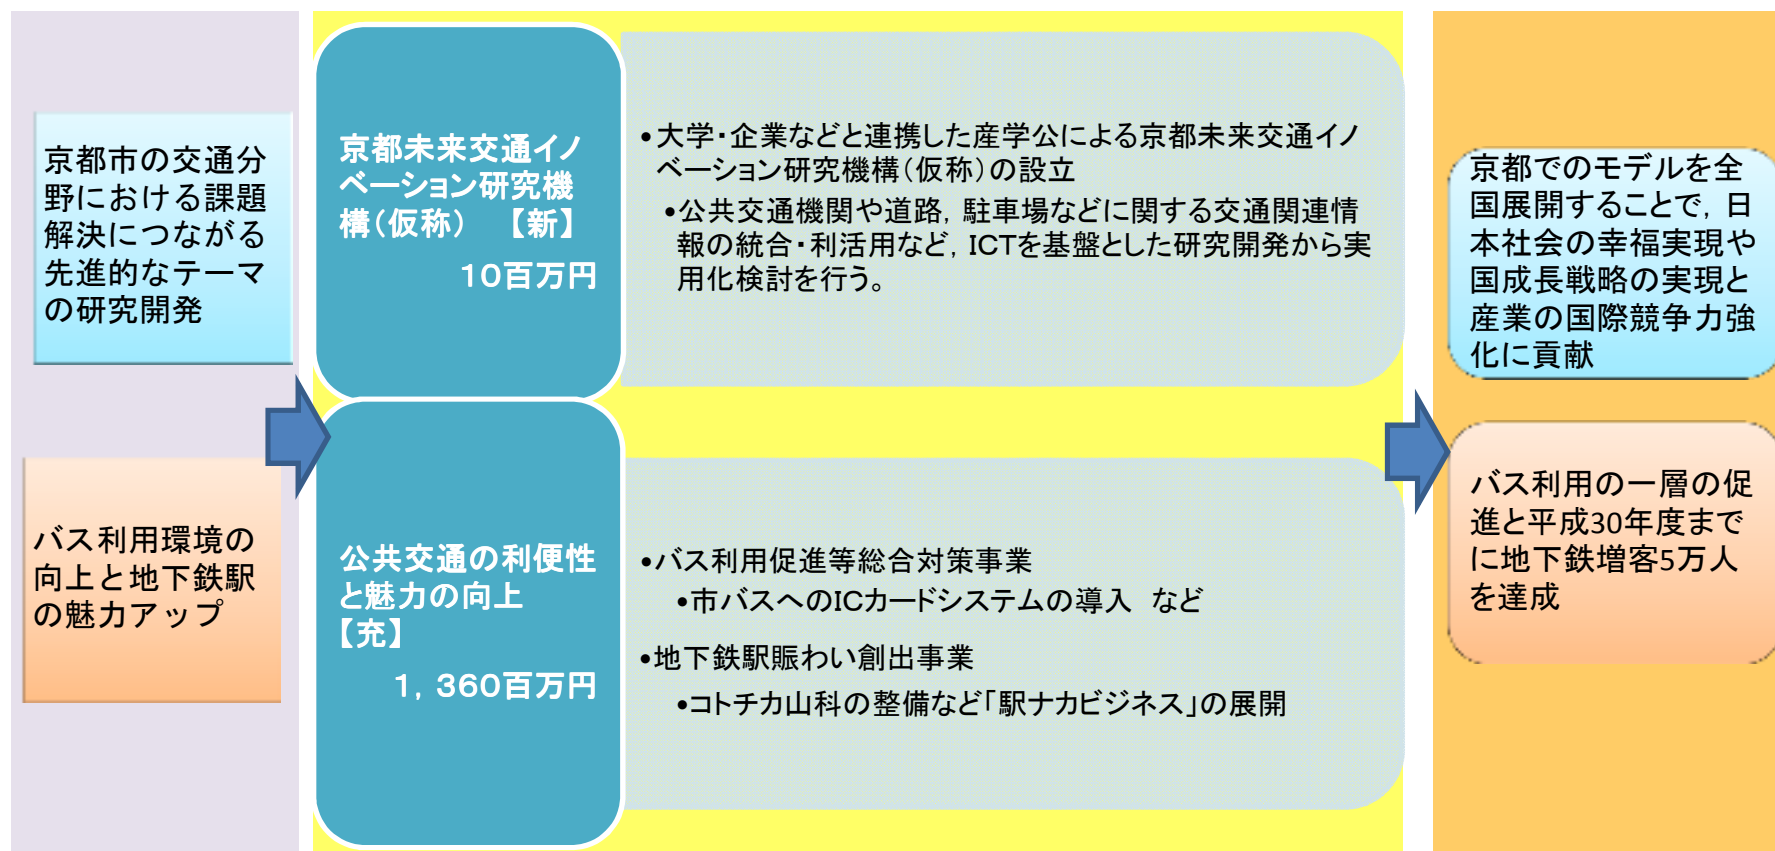 京都市の交通分
野における課題
解決につながる
先進的なテーマ
の研究開発
バス利用環境の
向上と地下鉄駅
の魅力アップ
京都未来交通イノ
ベーション研究機
構（仮称）　【新】
１０百万円
•大学・企業などと連携した産学公による京都未来交通イノ
ベーション研究機構（仮称）の設立
•公共交通機関や道路，駐車場などに関する交通関連情
報の統合・利活用など，ＩＣＴを基盤とした研究開発から実
用化検討を行う。
公共交通の利便性
と魅力の向上
【充】
１，３６０百万円
•バス利用促進等総合対策事業
•市バスへのＩＣカードシステムの導入　など
•地下鉄駅賑わい創出事業
•コトチカ山科の整備など「駅ナカビジネス」の展開
京都でのモデルを全
国展開することで，日
本社会の幸福実現や
国成長戦略の実現と
産業の国際競争力強
化に貢献
バス利用の一層の促
進と平成30年度まで
に地下鉄増客5万人
を達成